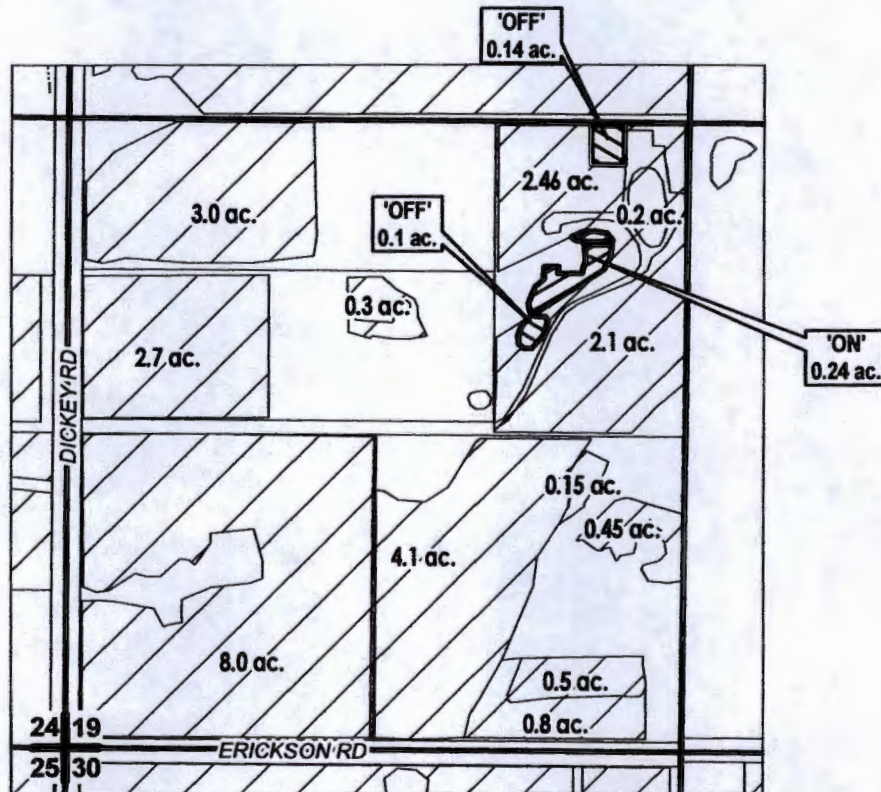 'OFF'
0.14 ac.
2.46 ac.
3.0 ac.
'OFF'
0.1 ac.
0.2 ac.
0.3 ac.
2.7 ac.
2.1 ac.
'ON'
0.24 ac.
DICKEY RD
0.15 ac.
0.45 ac.
4.1 ac.
8.0 ac.
0.5 ac.
0.8 ac.
24 19
ERICKSON RD
25 30